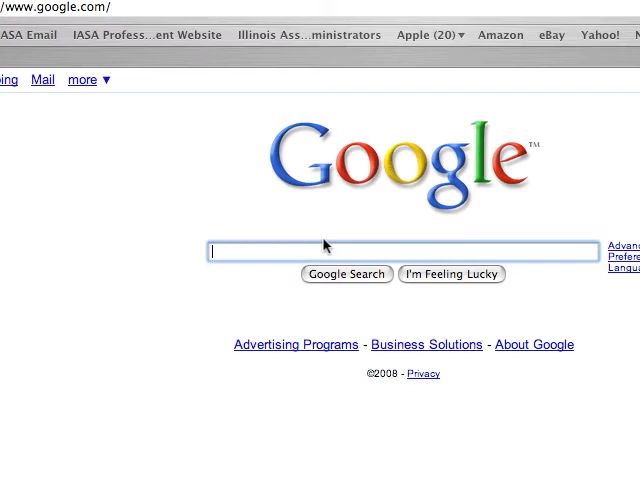 /www.google.com/
ASA Email IASA Profess...ent Website Illinois Ass...ministrators Apple (20)▼ Amazon eBay Yahoo! N
ing Mail more ▼
Google™
Advan
Google Search I'm Feeling Lucky
Prefere
Langua
Advertising Programs - Business Solutions - About Google
©2008 - Privacy